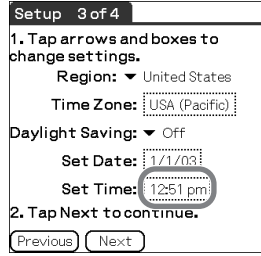 Setup 3 of 4
1. Tap arrows and boxes to
change settings.
Region: United States
Time Zone: USA (Pacific)
Daylight Saving: Off
Set Date: 1/1/03
Set Time: 12:51 pm
2. Tap Next to continue.
Previous Next